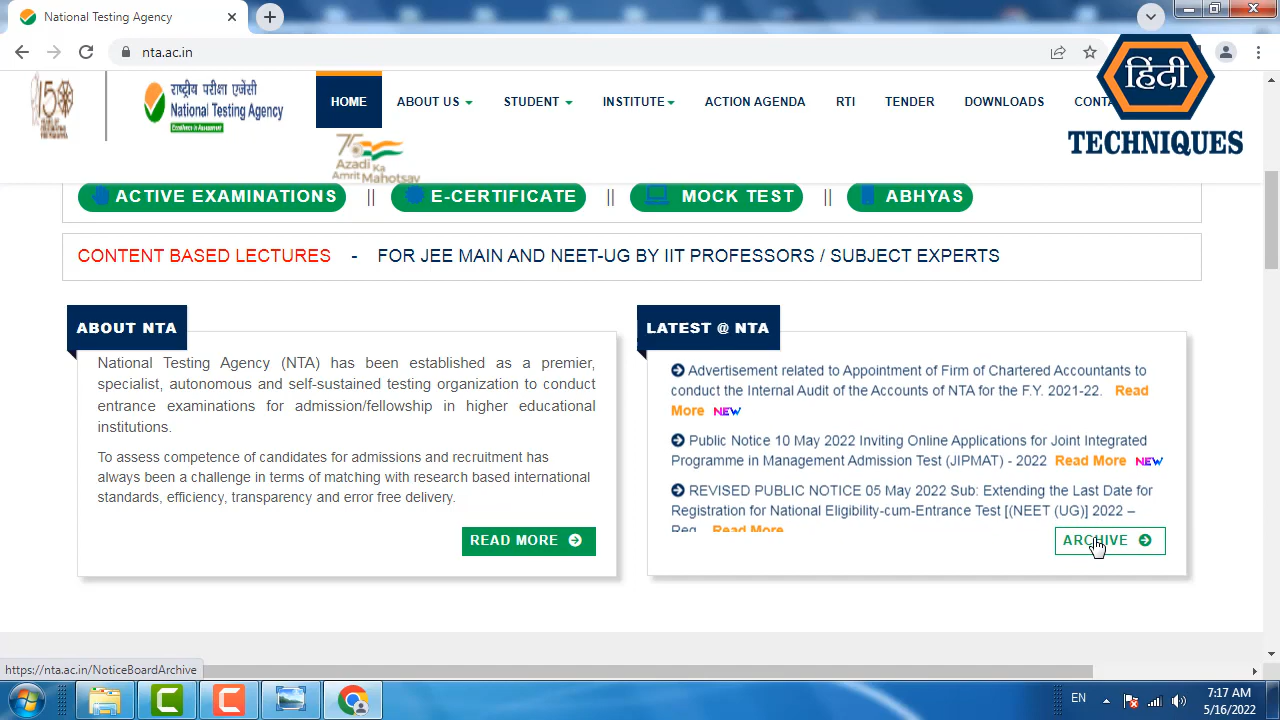 National Testing Agency
nta.ac.in
हिंदी
TECHNIQUES
150
राष्ट्रीय परीक्षा एजेंसी
National Testing Agency
Excellence in Assessment
HOME
ABOUT US
STUDENT
INSTITUTE
ACTION AGENDA
RTI
TENDER
DOWNLOADS
CONTA
75
Azadi Ka
Amrit Mahotsav
ACTIVE EXAMINATIONS || E-CERTIFICATE || MOCK TEST || ABHYAS
CONTENT BASED LECTURES - FOR JEE MAIN AND NEET-UG BY IIT PROFESSORS / SUBJECT EXPERTS
ABOUT NTA
National Testing Agency (NTA) has been established as a premier,
specialist, autonomous and self-sustained testing organization to conduct
entrance examinations for admission/fellowship in higher educational
institutions.
To assess competence of candidates for admissions and recruitment has
always been a challenge in terms of matching with research based international
standards, efficiency, transparency and error free delivery.
READ MORE
LATEST @ NTA
Advertisement related to Appointment of Firm of Chartered Accountants to
conduct the Internal Audit of the Accounts of NTA for the F.Y. 2021-22. Read
More NEW
Public Notice 10 May 2022 Inviting Online Applications for Joint Integrated
Programme in Management Admission Test (JIPMAT) - 2022 Read More NEW
REVISED PUBLIC NOTICE 05 May 2022 Sub: Extending the Last Date for
Registration for National Eligibility-cum-Entrance Test [(NEET (UG)] 2022 –
Reg. Read More
ARCHIVE
https://nta.ac.in/NoticeBoardArchive
EN
7:17 AM
5/16/2022